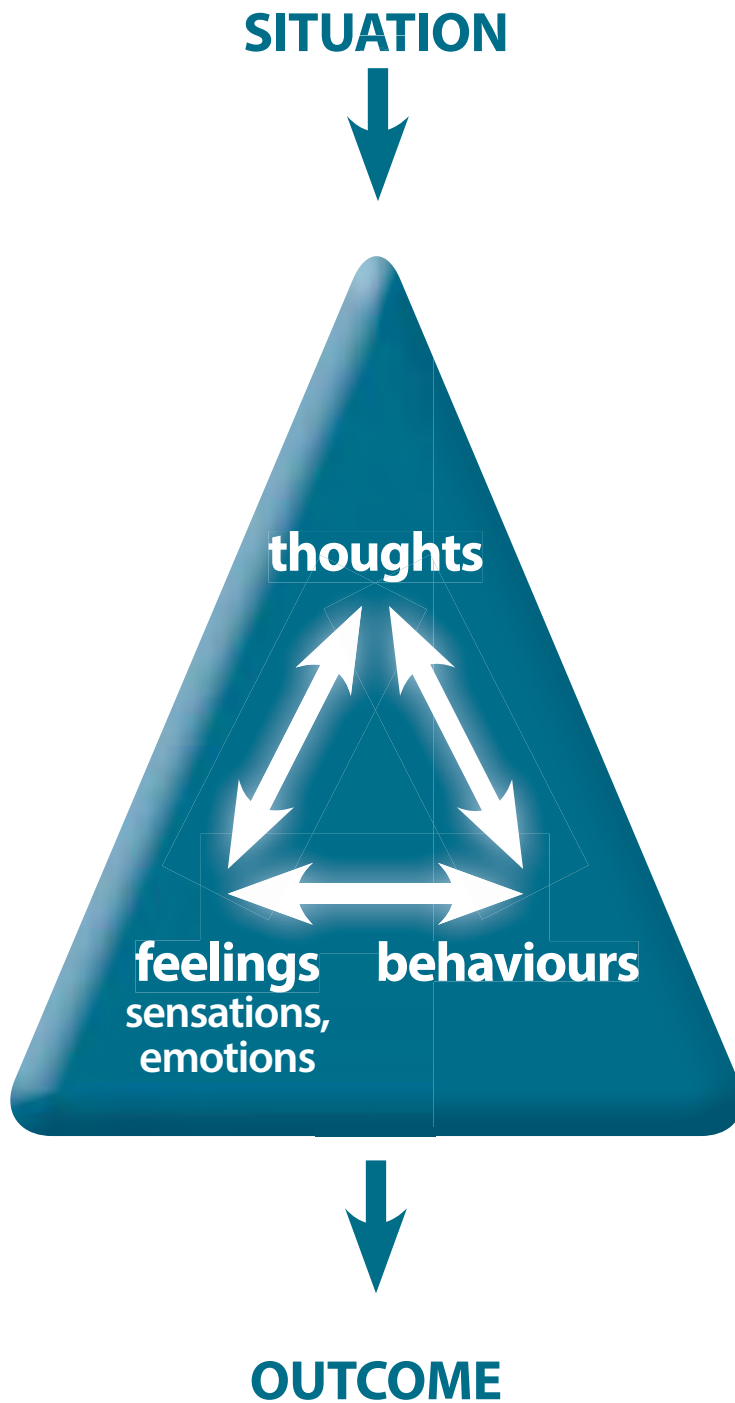 SITUATION
thoughts
feelings
behaviours
sensations,
emotions
OUTCOME